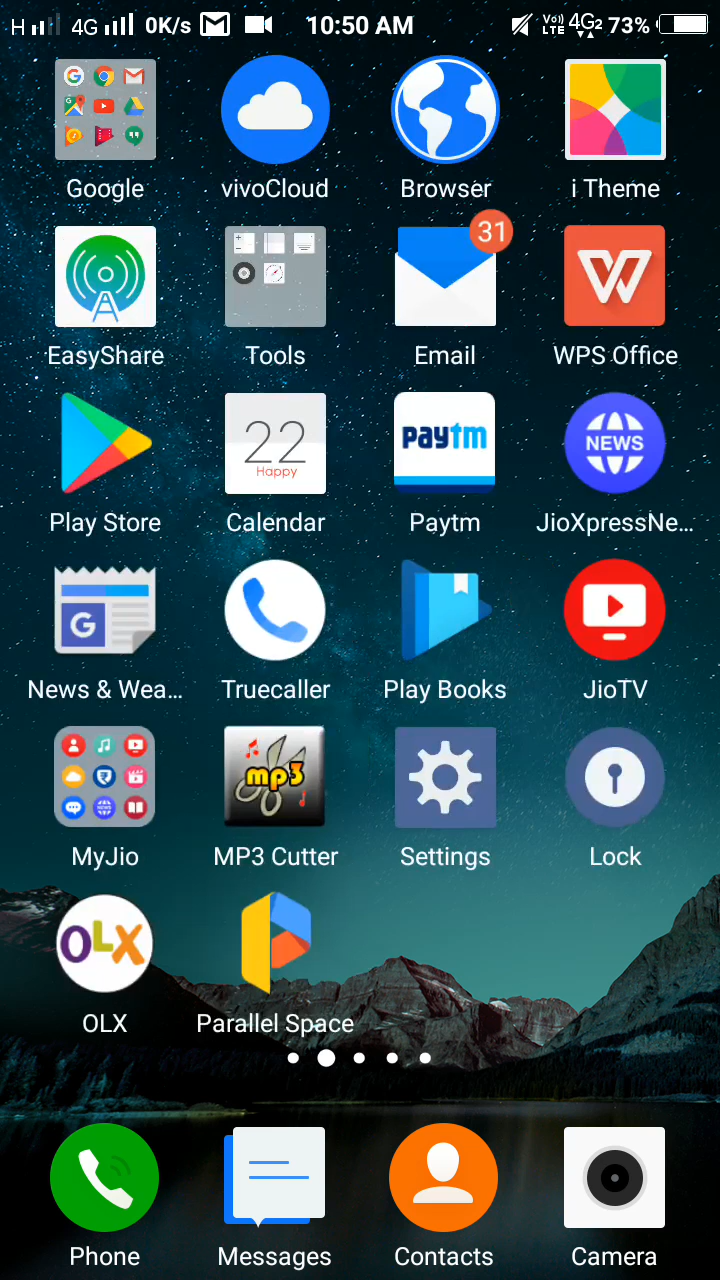 H 4G 0K/s 10:50 AM Vo)) LTE 4G2 73%
Google vivoCloud Browser i Theme
31
EasyShare Tools Email WPS Office
22
Happy
paytm
NEWS
Play Store Calendar Paytm JioXpressNe...
G
News & Wea... Truecaller Play Books JioTV
mp3
MyJio MP3 Cutter Settings Lock
OLX
OLX Parallel Space
Phone Messages Contacts Camera